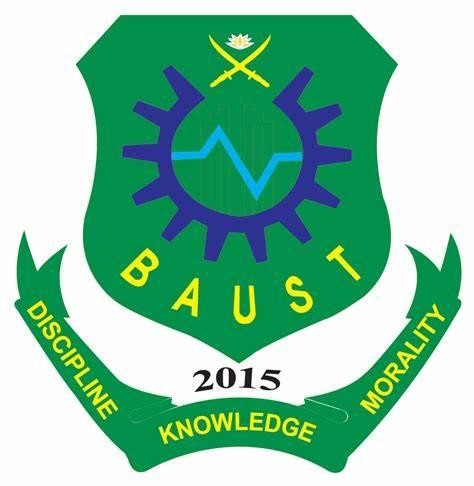 BAUST
2015
DISCIPLINE
KNOWLEDGE
MORALITY